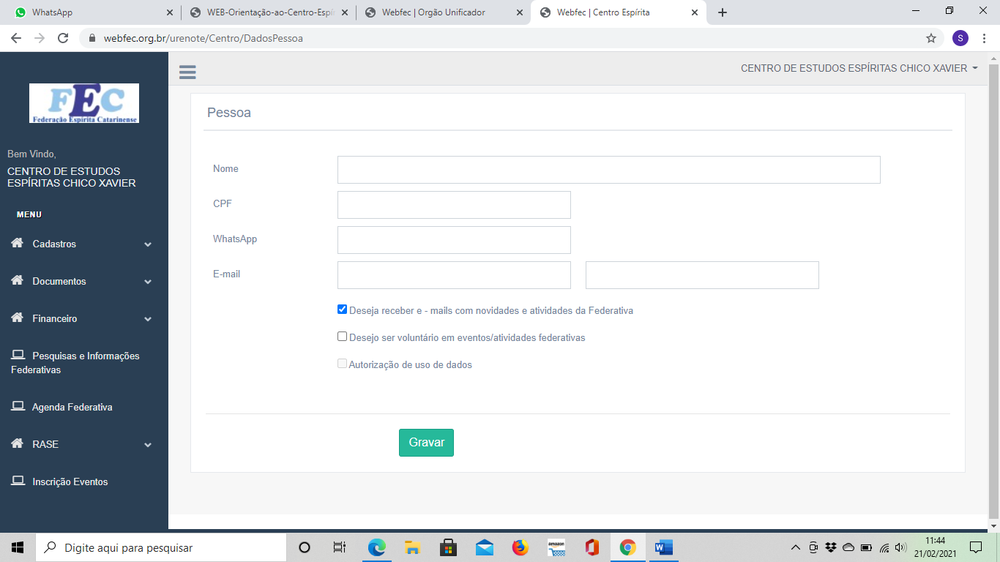 WhatsApp
WEB-Orientação-ao-Centro-Espír
Webfec | Orgão Unificador
Webfec | Centro Espírita
webfec.org.br/urenote/Centro/DadosPessoa
S
FEC
Federação Espírita Catarinense
Bem Vindo,
CENTRO DE ESTUDOS
ESPÍRITAS CHICO XAVIER
MENU
Cadastros
Documentos
Financeiro
Pesquisas e Informações
Federativas
Agenda Federativa
RASE
Inscrição Eventos
CENTRO DE ESTUDOS ESPÍRITAS CHICO XAVIER
Pessoa
Nome
CPF
WhatsApp
E-mail
Deseja receber e - mails com novidades e atividades da Federativa
Desejo ser voluntário em eventos/atividades federativas
Autorização de uso de dados
Gravar
Digite aqui para pesquisar
amazon
W
11:44
21/02/2021